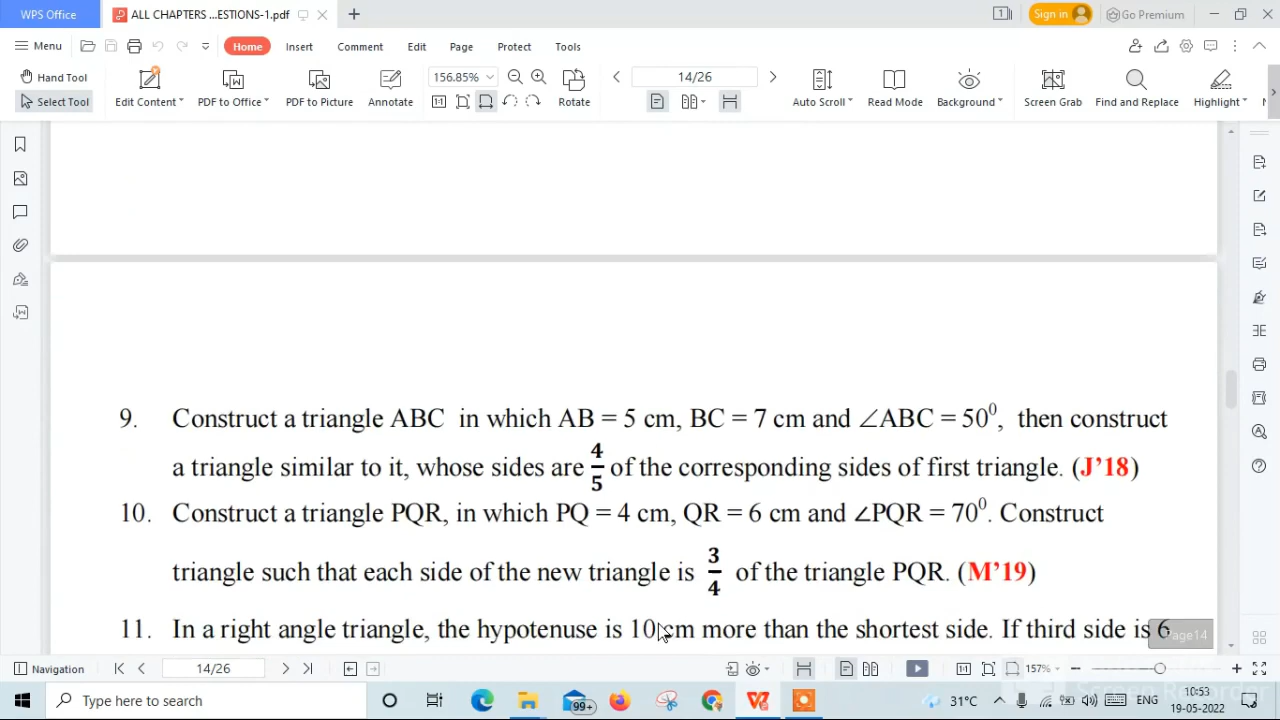 WPS Office
ALL CHAPTERS ...ESTIONS-1.pdf
Sign in
Go Premium
Menu
Home
Insert
Comment
Edit
Page
Protect
Tools
Hand Tool
Select Tool
Edit Content
PDF to Office
PDF to Picture
Annotate
156.85%
Rotate
14/26
Auto Scroll
Read Mode
Background
Screen Grab
Find and Replace
Highlight
9. Construct a triangle ABC in which AB = 5 cm, BC = 7 cm and ∠ABC = 50⁰, then construct
a triangle similar to it, whose sides are 4/5 of the corresponding sides of first triangle. (J’18)
10. Construct a triangle PQR, in which PQ = 4 cm, QR = 6 cm and ∠PQR = 70⁰. Construct
triangle such that each side of the new triangle is 3/4 of the triangle PQR. (M’19)
11. In a right angle triangle, the hypotenuse is 10 cm more than the shortest side. If third side is 6
Page14
Navigation
14/26
157%
Type here to search
99+
31°C
ENG
10:53
19-05-2022